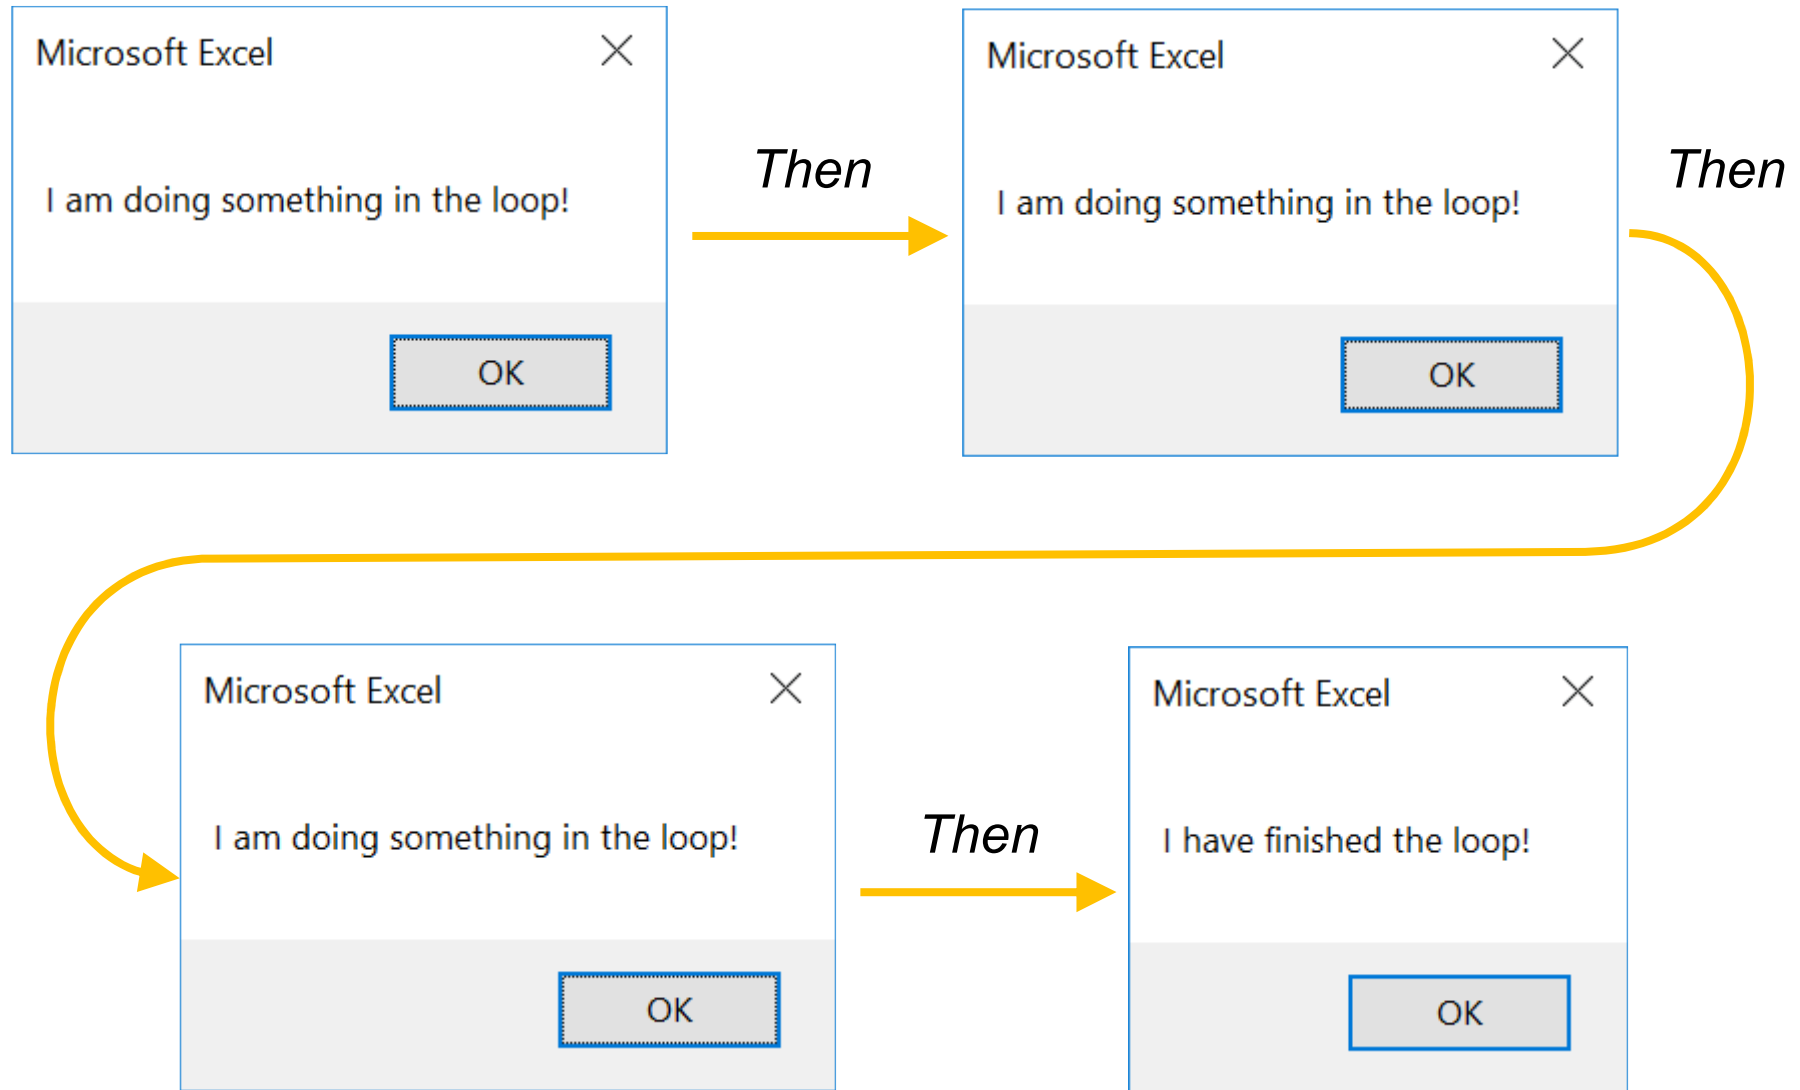 Microsoft Excel
I am doing something in the loop!
OK
Then
Microsoft Excel
I am doing something in the loop!
OK
Then
Microsoft Excel
I am doing something in the loop!
OK
Then
Microsoft Excel
I have finished the loop!
OK